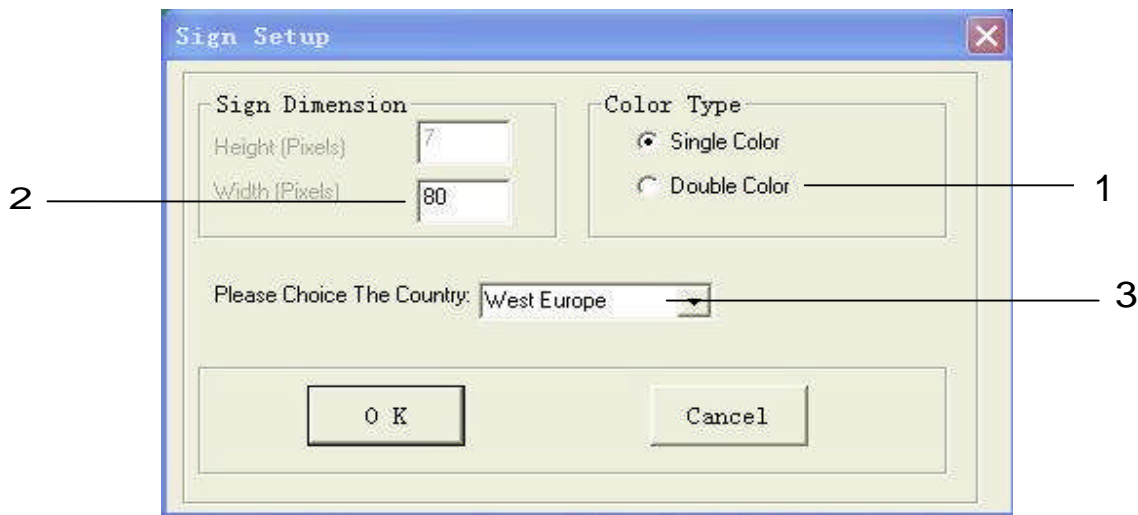 Sign Setup
Sign Dimension
Height (Pixels) 7
Width (Pixels) 80
2
Color Type
Single Color
Double Color
1
Please Choice The Country: West Europe
3
O K
Cancel